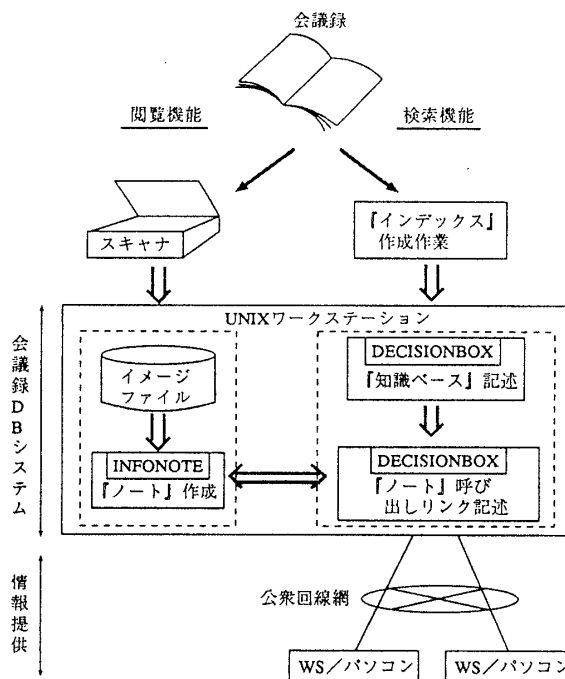 会議録
閲覧機能
検索機能
スキャナ
『インデックス』
作成作業
UNIXワークステーション
会議録DBシステム
イメージ
ファイル
DECISIONBOX
『知識ベース』記述
INFONOTE
『ノート』作成
DECISIONBOX
『ノート』呼び
出しリンク記述
情報提供
公衆回線網
WS/パソコン
WS/パソコン